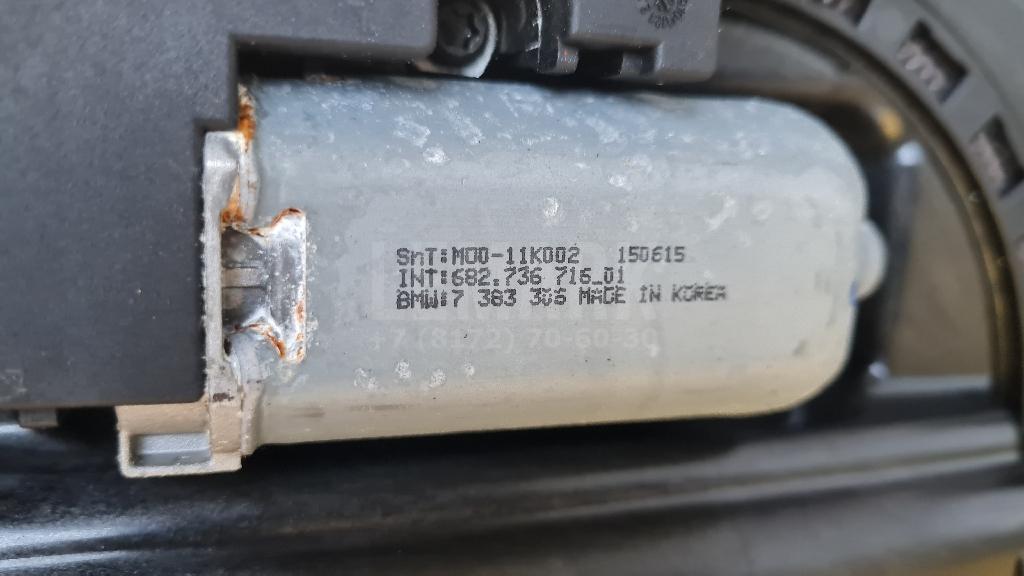 SnT:M00-11K002 150615
INT:682.736 716_01
BMW:7 383 386 MADE IN KOREA
+7 (8172) 70-60-30